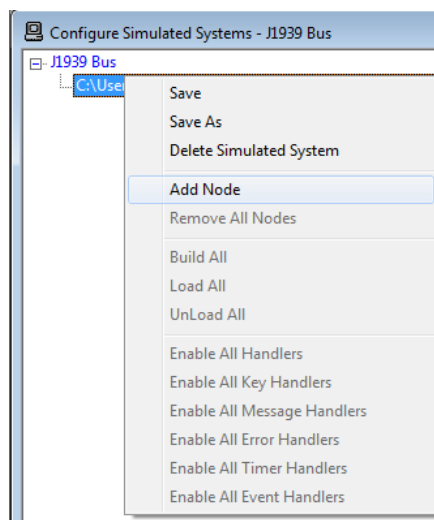 Configure Simulated Systems - J1939 Bus
J1939 Bus
C:\User
Save
Save As
Delete Simulated System
Add Node
Remove All Nodes
Build All
Load All
UnLoad All
Enable All Handlers
Enable All Key Handlers
Enable All Message Handlers
Enable All Error Handlers
Enable All Timer Handlers
Enable All Event Handlers